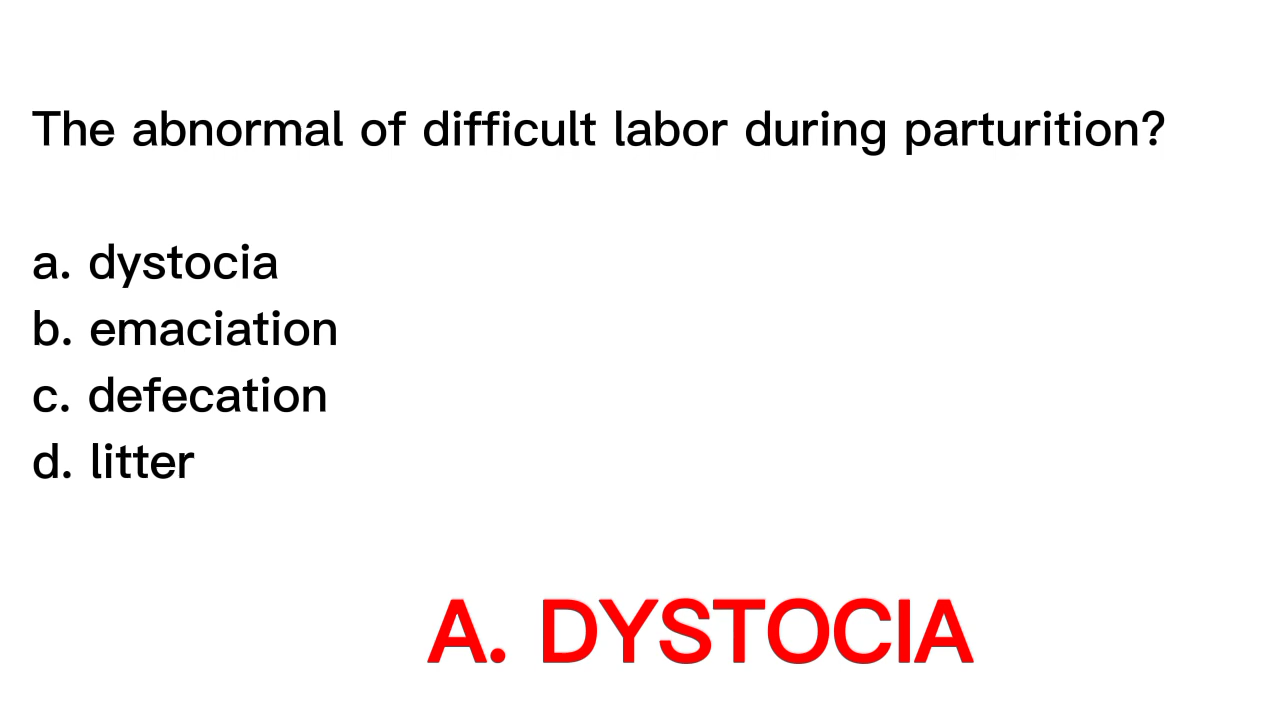 The abnormal of difficult labor during parturition?
a. dystocia
b. emaciation
c. defecation
d. litter
A. DYSTOCIA